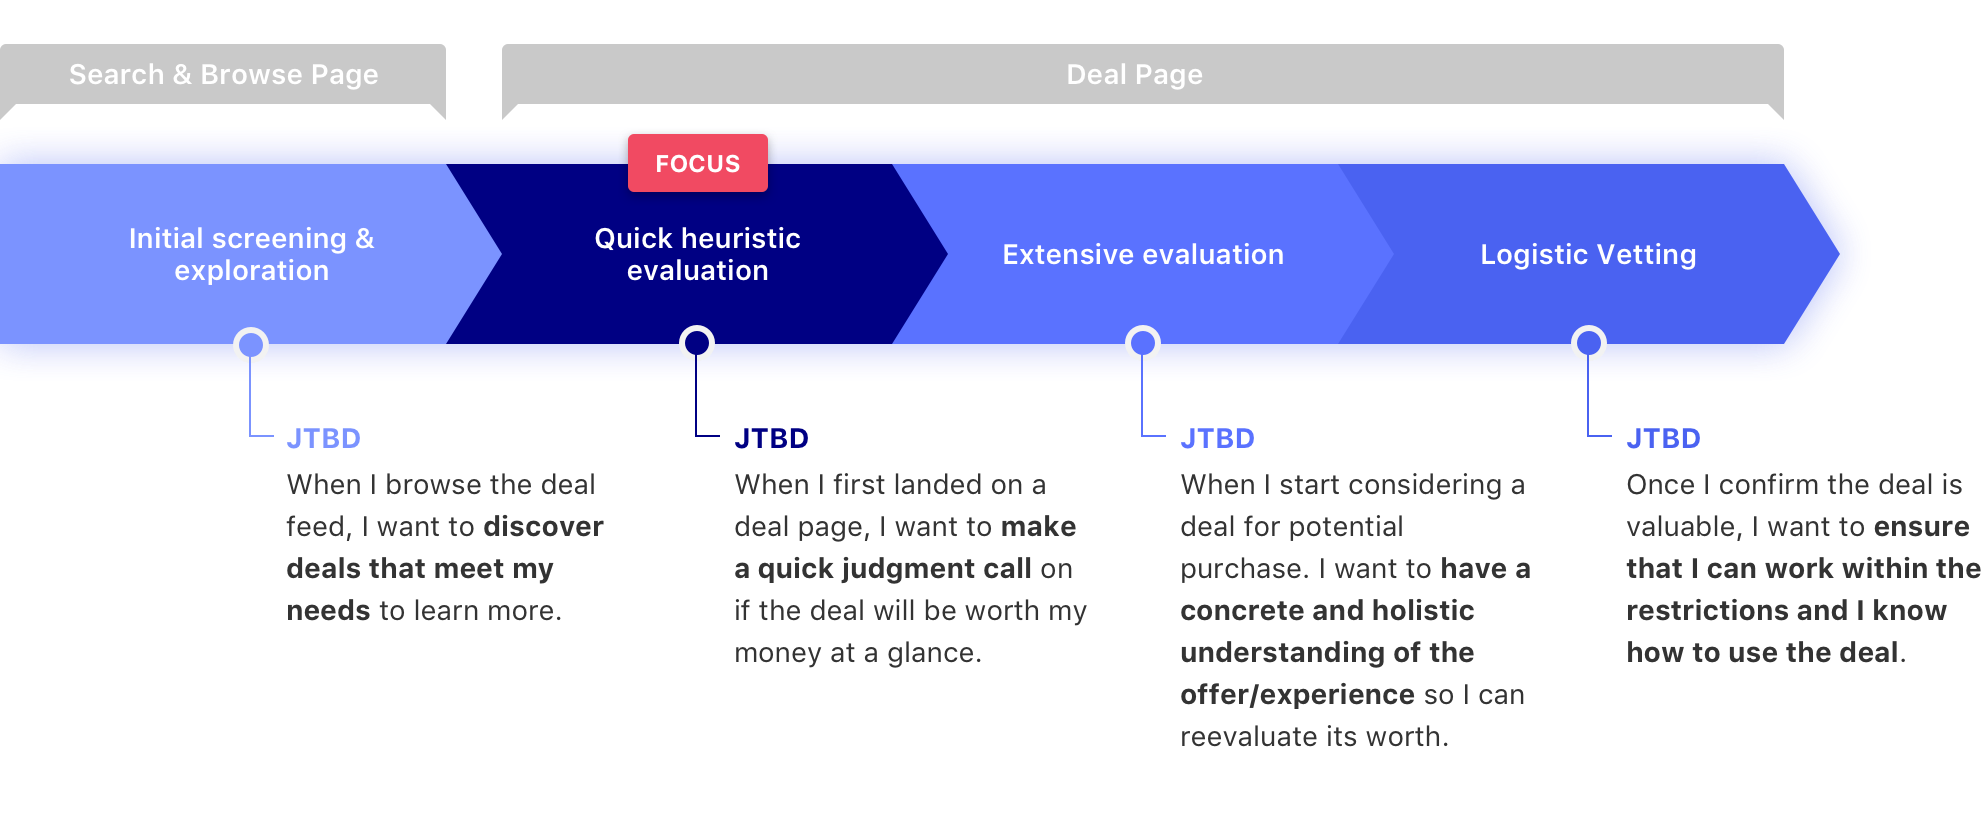 Search & Browse Page
Deal Page
FOCUS
Initial screening &
exploration
Quick heuristic
evaluation
Extensive evaluation
Logistic Vetting
JTBD
When I browse the deal
feed, I want to discover
deals that meet my
needs to learn more.
JTBD
When I first landed on a
deal page, I want to make
a quick judgment call on
if the deal will be worth my
money at a glance.
JTBD
When I start considering a
deal for potential
purchase. I want to have a
concrete and holistic
understanding of the
offer/experience so I can
reevaluate its worth.
JTBD
Once I confirm the deal is
valuable, I want to ensure
that I can work within the
restrictions and I know
how to use the deal.